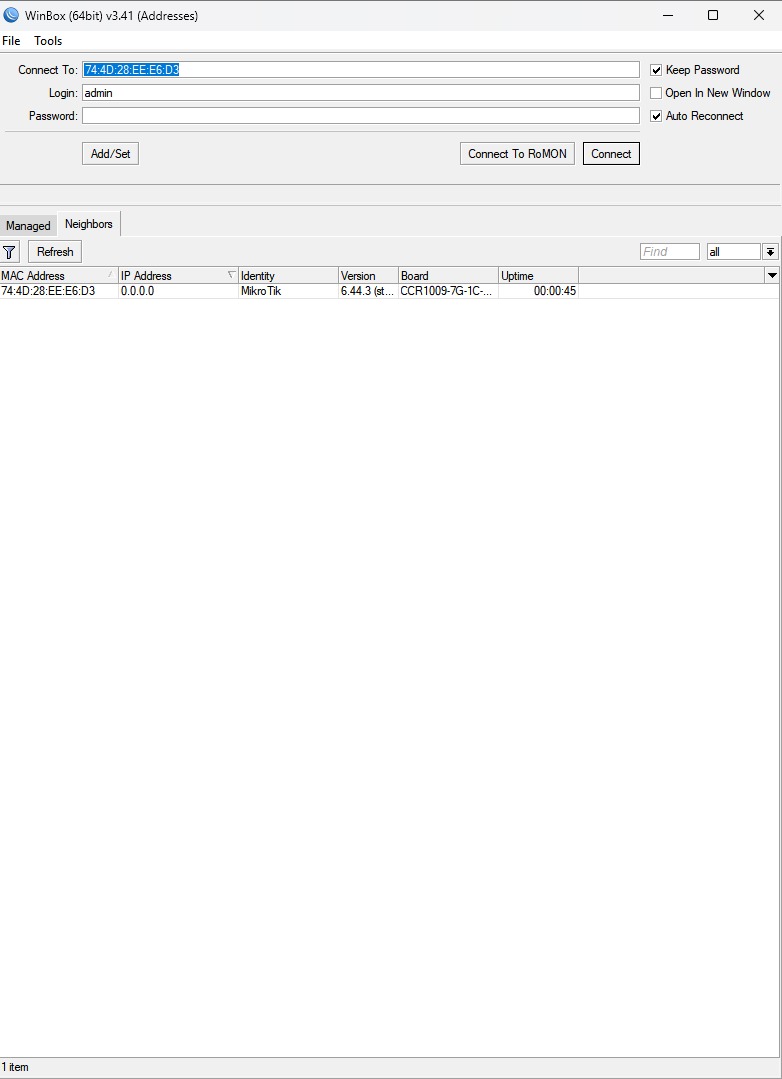 WinBox (64bit) v3.41 (Addresses)
File Tools
Connect To: 74:4D:28:EE:E6:D3 Keep Password
Login: admin Open In New Window
Password: Auto Reconnect
Add/Set Connect To RoMON Connect
Managed Neighbors
Refresh Find all
MAC Address IP Address Identity Version Board Uptime
74:4D:28:EE:E6:D3 0.0.0.0 MikroTik 6.44.3 (st... CCR1009-7G-1C-... 00:00:45
1 item